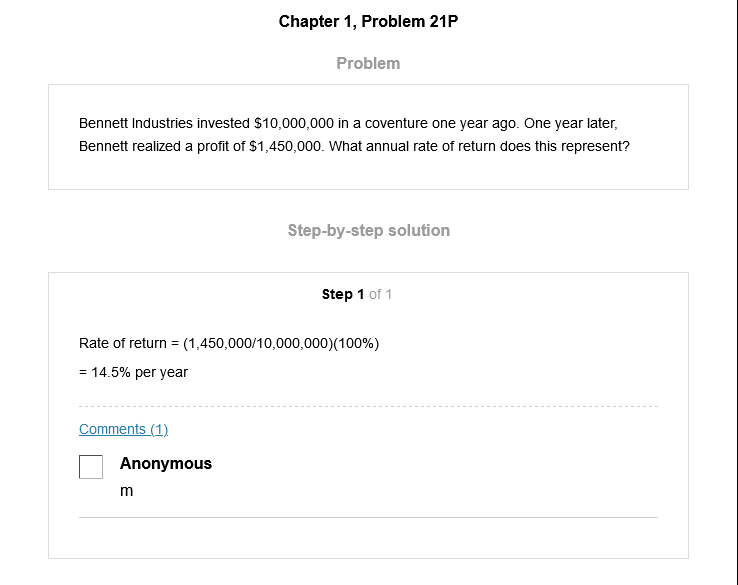 Chapter 1, Problem 21P
Problem
Bennett Industries invested $10,000,000 in a coventure one year ago. One year later,
Bennett realized a profit of $1,450,000. What annual rate of return does this represent?
Step-by-step solution
Step 1 of 1
Rate of return = (1,450,000/10,000,000)(100%)
= 14.5% per year
Comments (1)
Anonymous
m